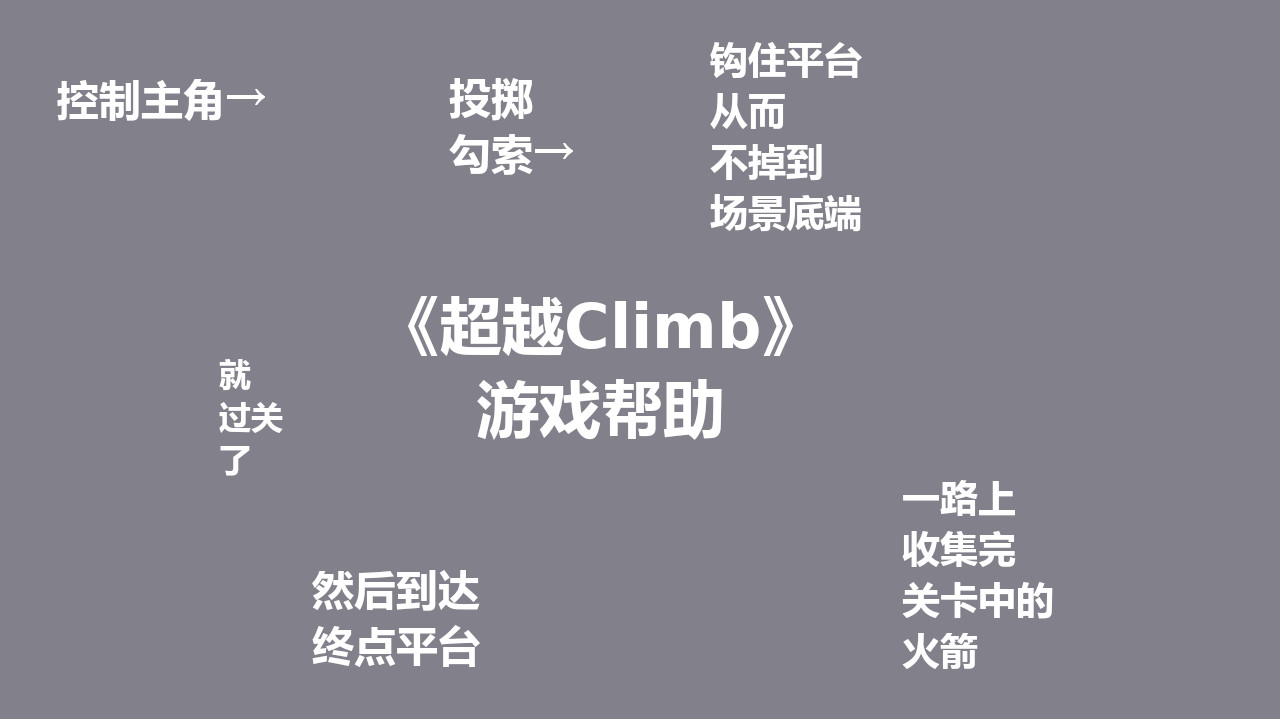 控制主角→
投掷
勾索→
钩住平台
从而
不掉到
场景底端
《超越Climb》
游戏帮助
一路上
收集完
关卡中的
火箭
然后到达
终点平台
就
过关
了